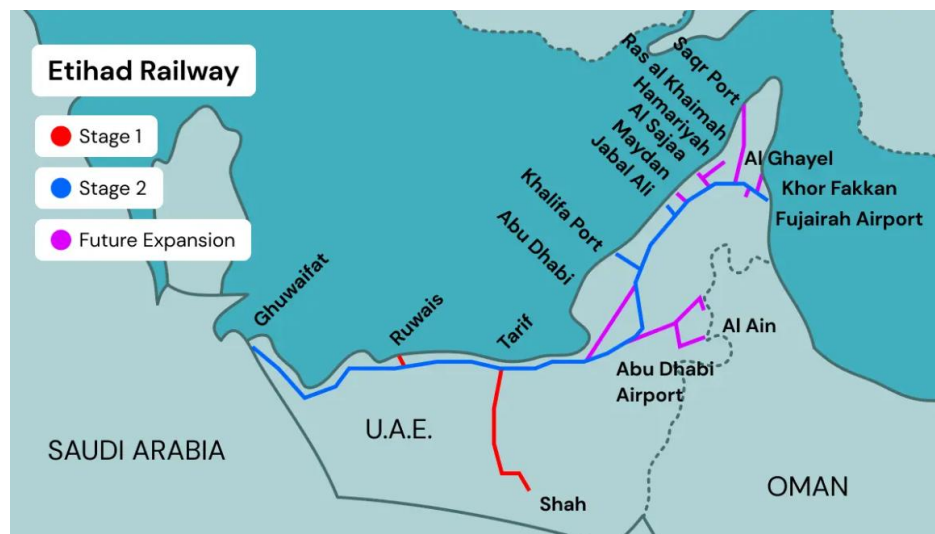 Etihad Railway
Stage 1
Stage 2
Future Expansion
Saqr Port
Ras al Khaimah
Hamariyah
Al Sajaa
Maydan
Jabal Ali
Khalifa Port
Abu Dhabi
Al Ghayel
Khor Fakkan
Fujairah Airport
Ghuwaifat
Ruwais
Tarif
Al Ain
Abu Dhabi
Airport
U.A.E.
SAUDI ARABIA
OMAN
Shah